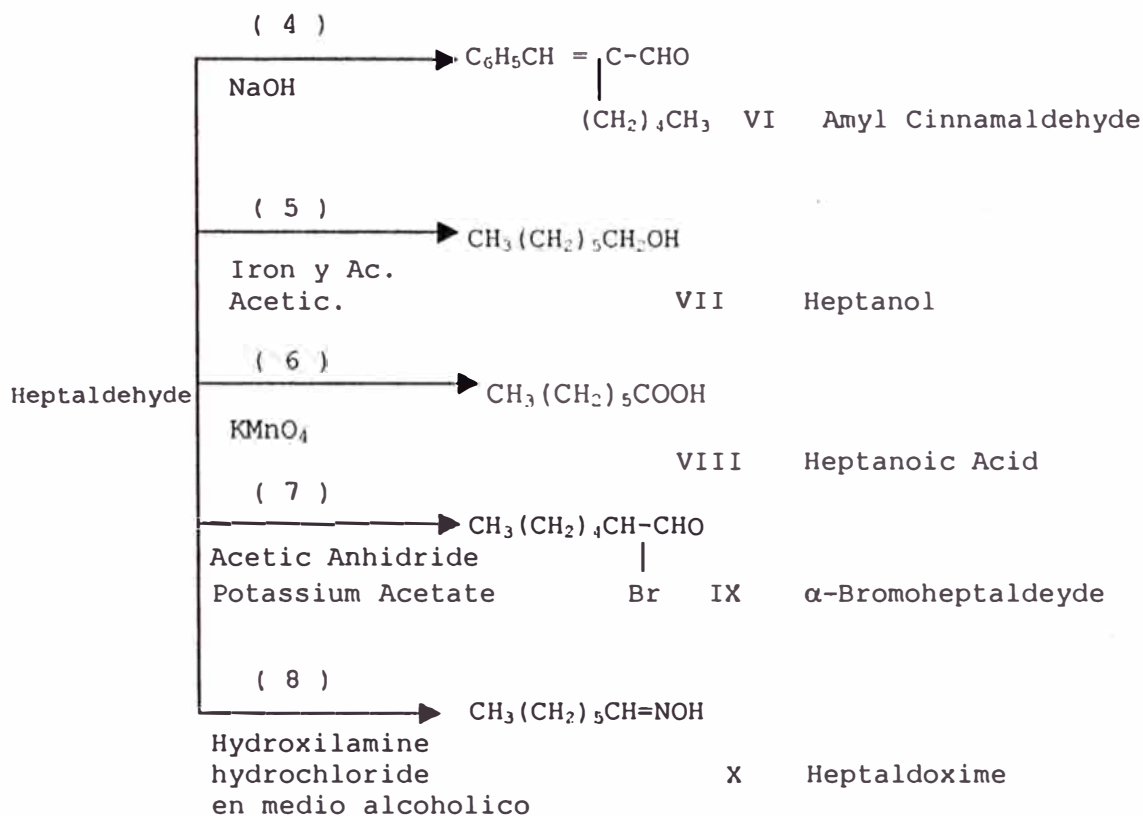 ( 4 )
C₆H₅CH = C-CHO
NaOH
(CH₂)₄CH₃ VI Amyl Cinnamaldehyde
( 5 )
CH₃(CH₂)₅CH₂OH
Iron y Ac.
Acetic.
VII Heptanol
( 6 )
Heptaldehyde
CH₃(CH₂)₅COOH
KMnO₄
VIII Heptanoic Acid
( 7 )
CH₃(CH₂)₄CH-CHO
Acetic Anhidride
Potassium Acetate Br IX α-Bromoheptaldeyde
( 8 )
CH₃(CH₂)₅CH=NOH
Hydroxilamine
hydrochloride X Heptaldoxime
en medio alcoholico